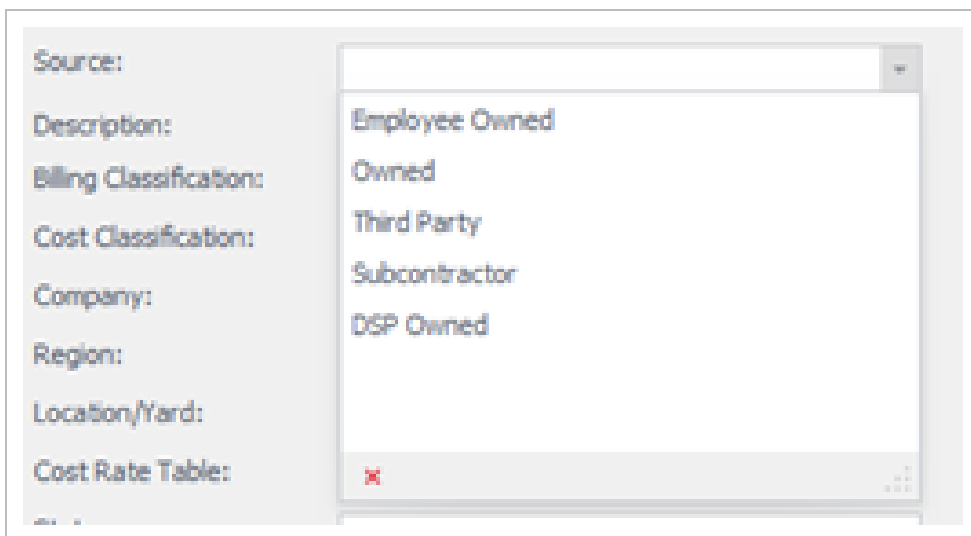 Source:
Description:
Employee Owned
Billing Classification:
Owned
Cost Classification:
Third Party
Company:
Subcontractor
Region:
DSP Owned
Location/Yard:
Cost Rate Table: